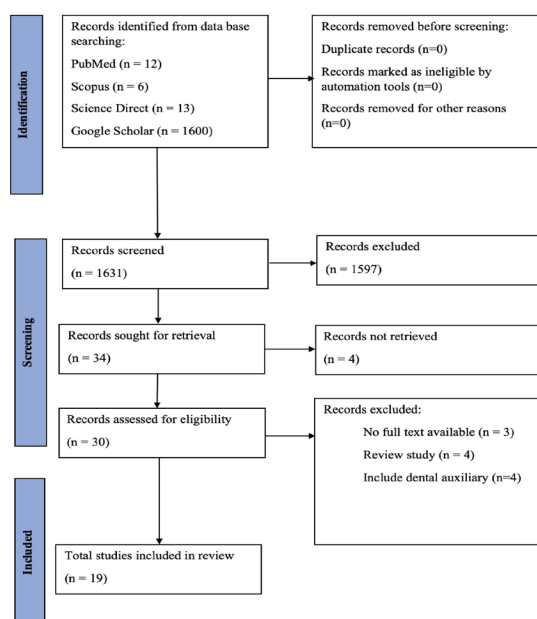 Identification
Records identified from data base
searching:
PubMed (n = 12)
Scopus (n = 6)
Science Direct (n = 13)
Google Scholar (n = 1600)
Records removed before screening:
Duplicate records (n=0)
Records marked as ineligible by
automation tools (n=0)
Records removed for other reasons
(n=0)
Screening
Records screened
(n = 1631)
Records excluded
(n = 1597)
Records sought for retrieval
(n = 34)
Records not retrieved
(n = 4)
Records assessed for eligibility
(n = 30)
Records excluded:
No full text available (n = 3)
Review study (n = 4)
Include dental auxiliary (n=4)
Included
Total studies included in review
(n = 19)